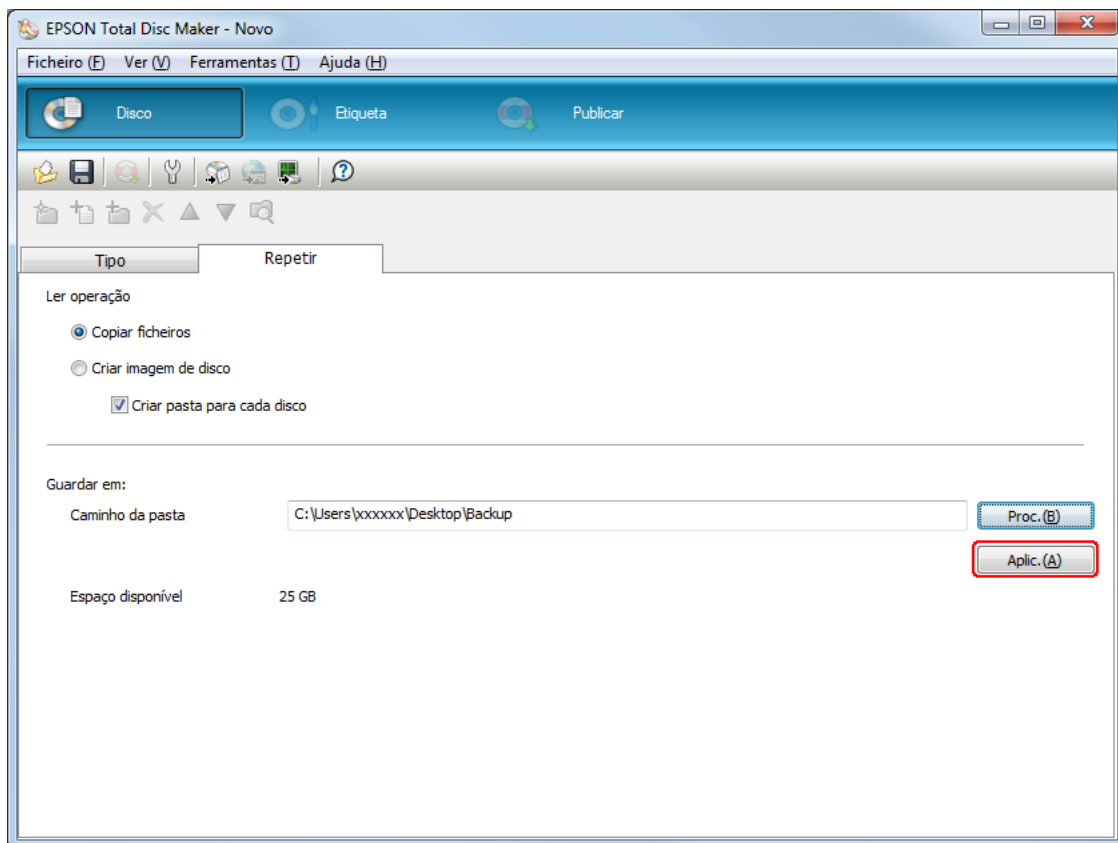 EPSON Total Disc Maker - Novo
Ficheiro (F) Ver (V) Ferramentas (T) Ajuda (H)
Disco Etiqueta Publicar
Tipo Repetir
Ler operação
Copiar ficheiros
Criar imagem de disco
Criar pasta para cada disco
Guardar em:
Caminho da pasta C:\Users\xxxxxx\Desktop\Backup Proc.(B)
Aplic.(A)
Espaço disponível 25 GB